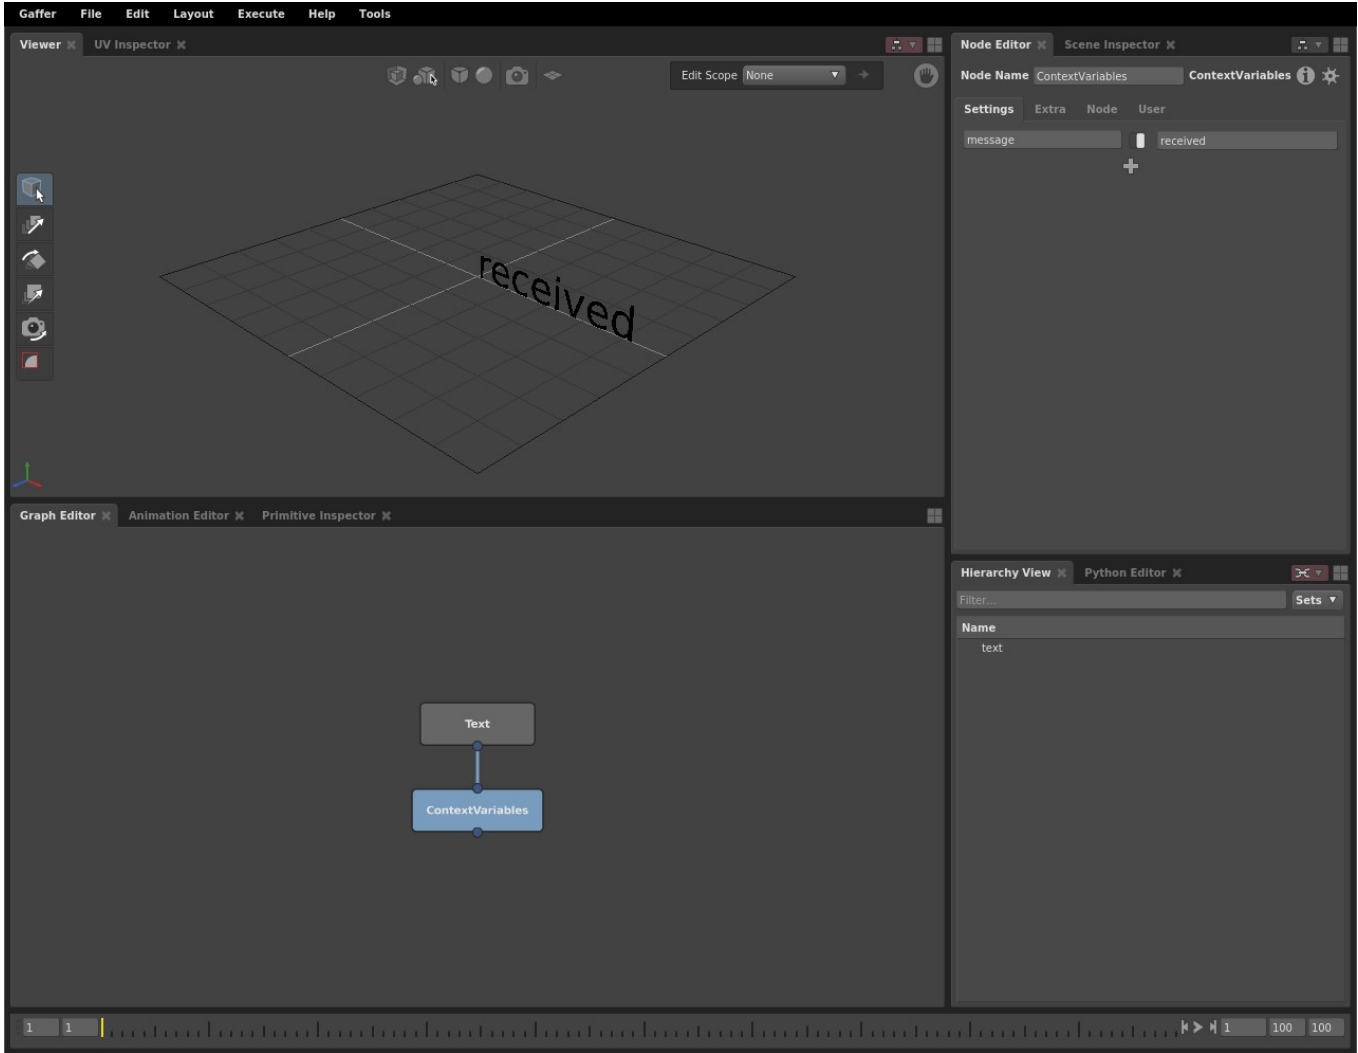 Gaffer File Edit Layout Execute Help Tools
Viewer UV Inspector
Edit Scope None
received
Node Editor Scene Inspector
Node Name ContextVariables ContextVariables
Settings Extra Node User
message received
Graph Editor Animation Editor Primitive Inspector
Text
ContextVariables
Hierarchy View Python Editor
Filter... Sets
Name
text
1 1 1 100 100